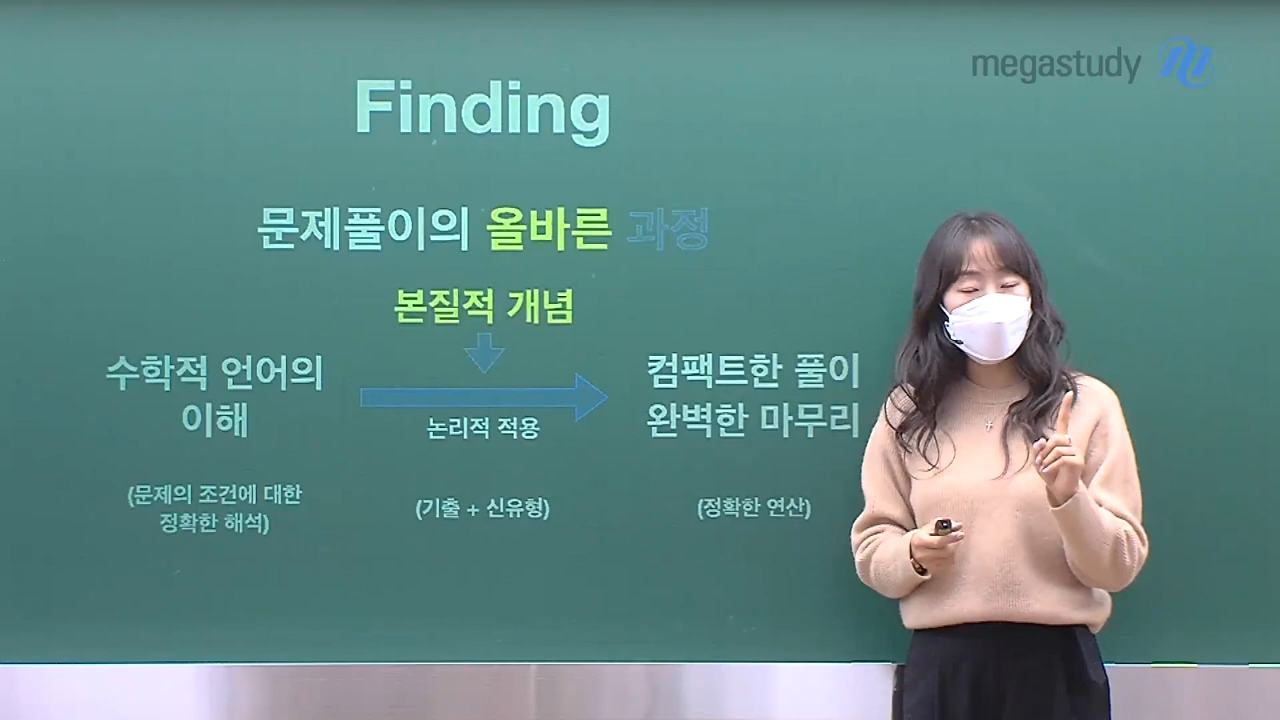 megastudy
Finding
문제풀이의 올바른 과정
본질적 개념
수학적 언어의
이해
논리적 적용
컴팩트한 풀이
완벽한 마무리
(문제의 조건에 대한
정확한 해석)
(기출 + 신유형)
(정확한 연산)